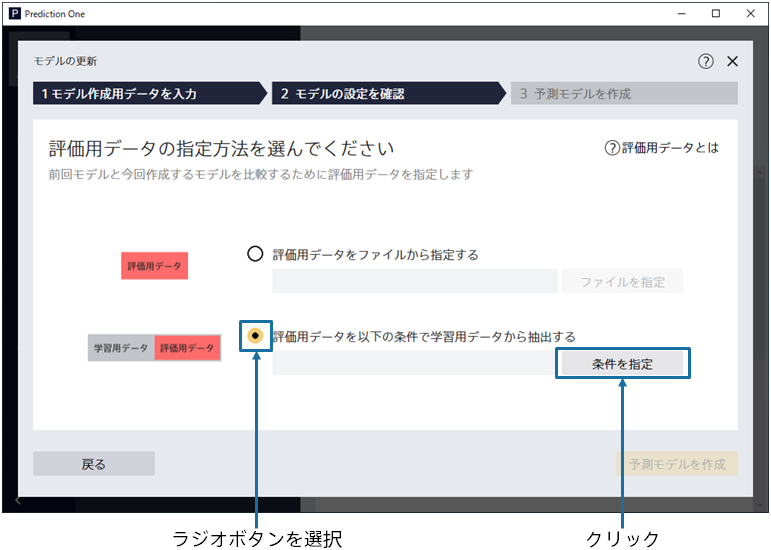 P Prediction One
モデルの更新
1 モデル作成用データを入力
2 モデルの設定を確認
3 予測モデルを作成
評価用データの指定方法を選んでください
?評価用データとは
前回モデルと今回作成するモデルを比較するために評価用データを指定します
評価用データ
評価用データをファイルから指定する
ファイルを指定
学習用データ 評価用データ
評価用データを以下の条件で学習用データから抽出する
条件を指定
戻る
予測モデルを作成
ラジオボタンを選択
クリック